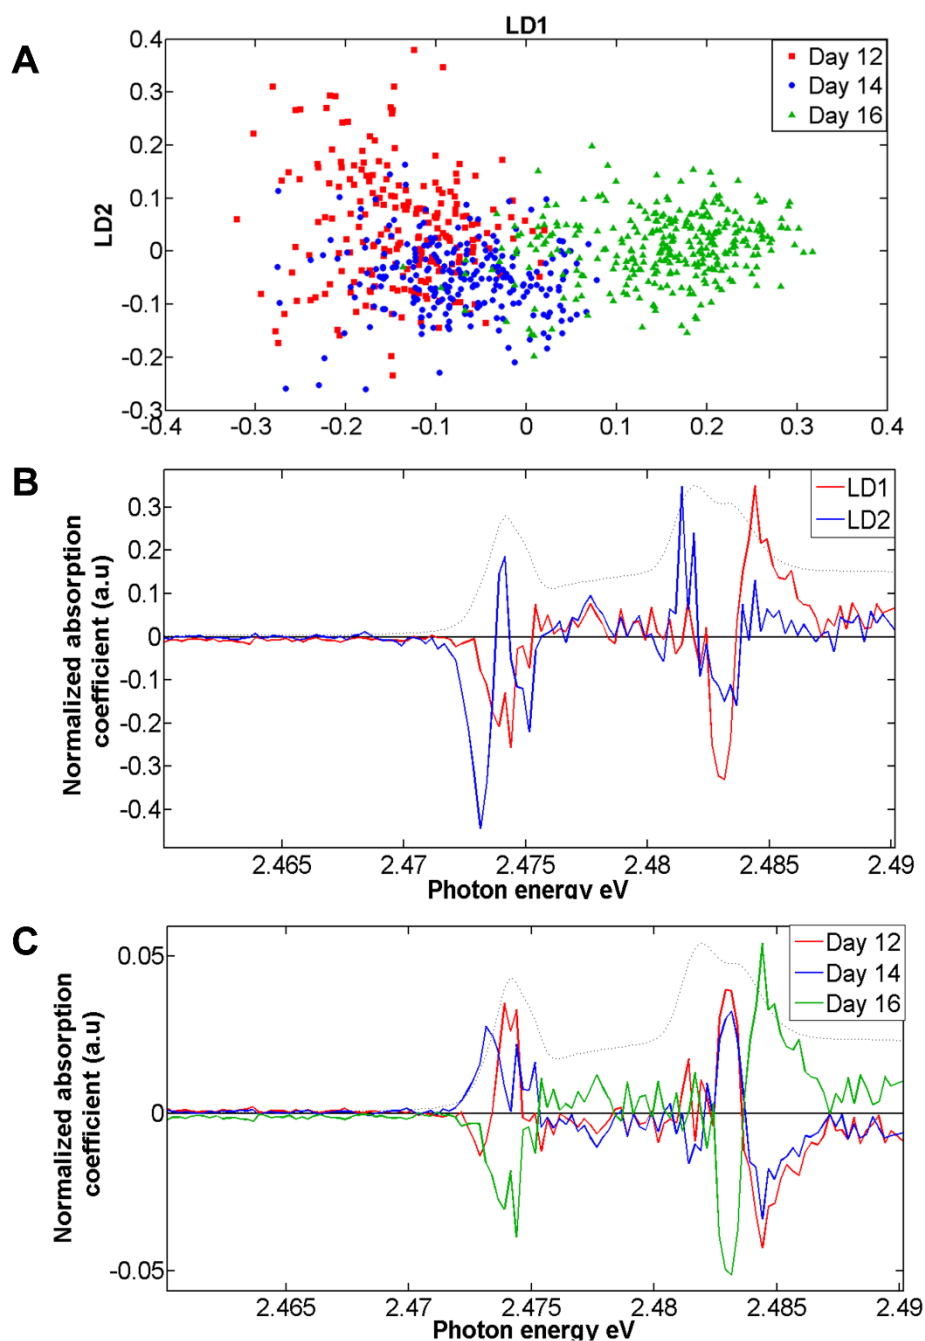 LD1
A
0.4
0.3
0.2
0.1
0
-0.1
-0.2
-0.3
LD2
Day 12
Day 14
Day 16
-0.4
-0.3
-0.2
-0.1
0
0.1
0.2
0.3
0.4
B
0.3
0.2
0.1
0
-0.1
-0.2
-0.3
-0.4
Normalized absorption
coefficient (a.u)
LD1
LD2
2.465
2.47
2.475
2.48
2.485
2.49
Photon energy eV
C
0.05
0
-0.05
Normalized absorption
coefficient (a.u)
Day 12
Day 14
Day 16
2.465
2.47
2.475
2.48
2.485
2.49
Photon energy eV